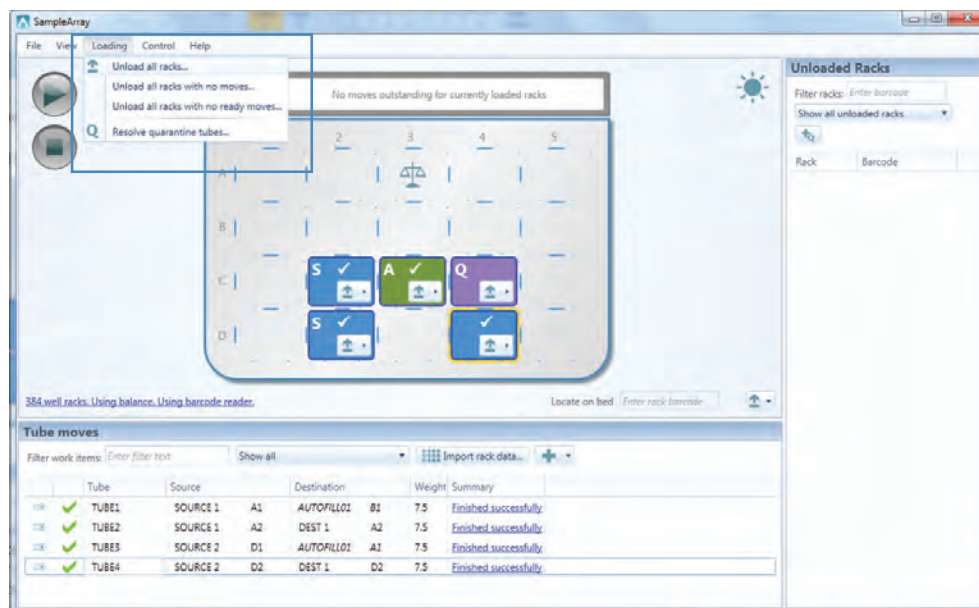 SampleArray
File View Loading Control Help
Unload all racks...
Unload all racks with no moves...
Unload all racks with no ready moves...
Q Resolve quarantine tubes...
No moves outstanding for currently loaded racks
2 3 4 5
A
B
C
D
S A Q
S
384 well racks. Using balance. Using barcode reader.
Locate on bed Enter rack barcode
Unloaded Racks
Filter racks: Enter barcode
Show all unloaded racks
Q
Rack Barcode
Tube moves
Filter work items: Enter filter text Show all Import rack data...
Tube Source Destination Weight Summary
TUBE1 SOURCE 1 A1 AUTOFILL01 B1 7.5 Finished successfully
TUBE2 SOURCE 1 A2 DEST 1 A2 7.5 Finished successfully
TUBE3 SOURCE 2 D1 AUTOFILL01 A1 7.5 Finished successfully
TUBE4 SOURCE 2 D2 DEST 1 D2 7.5 Finished successfully